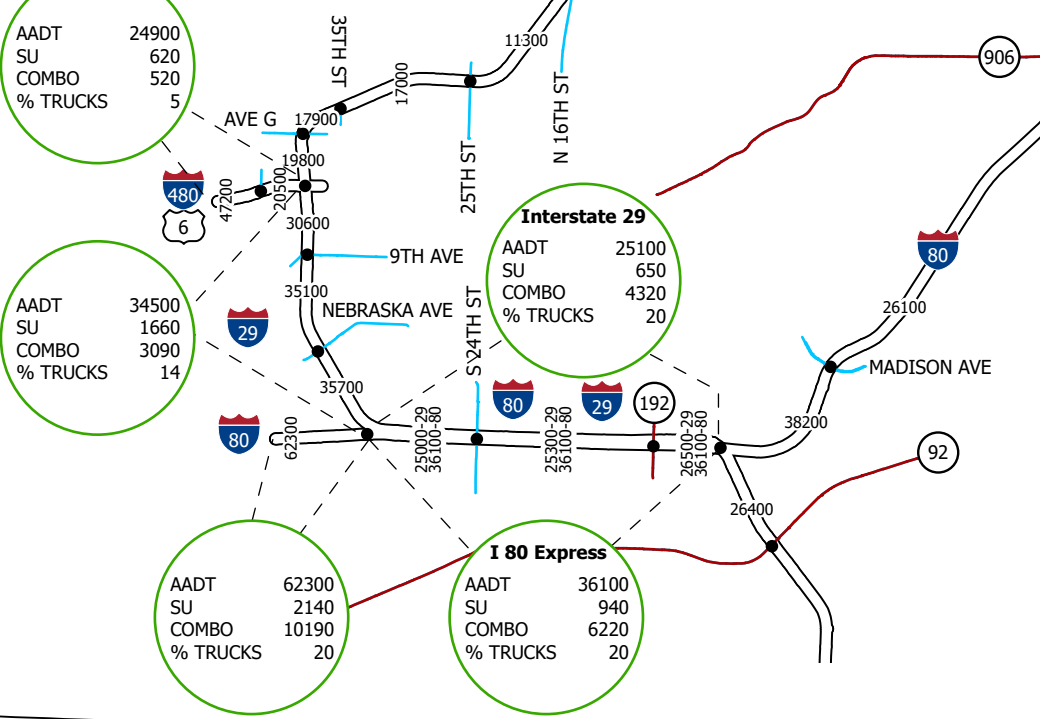 AADT 24900
SU 620
COMBO 520
% TRUCKS 5
35TH ST
11300
17000
906
AVE G
17900
N 16TH ST
25TH ST
19800
480
6
47200
20500
30600
Interstate 29
AADT 25100
SU 650
COMBO 4320
% TRUCKS 20
80
9TH AVE
35100
26100
AADT 34500
SU 1660
COMBO 3090
% TRUCKS 14
29
NEBRASKA AVE
S 24TH ST
MADISON AVE
35700
80
29
192
38200
80
62300
25000-29
36100-80
25300-29
36100-80
26500-29
36100-80
92
26400
AADT 62300
SU 2140
COMBO 10190
% TRUCKS 20
I 80 Express
AADT 36100
SU 940
COMBO 6220
% TRUCKS 20